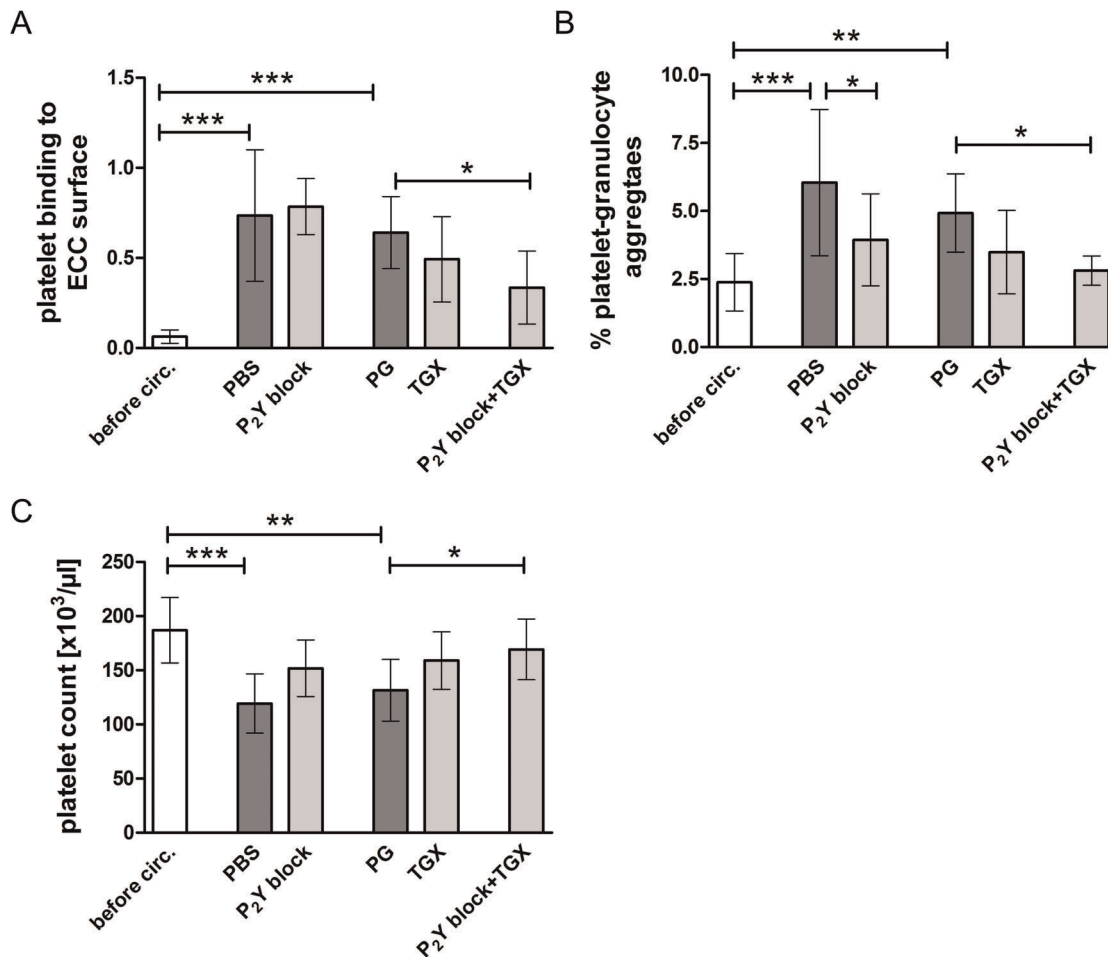 A
platelet binding to
ECC surface
1.5
1.0
0.5
0.0
***
***
*
before circ.
PBS
P2Y block
PG
TGX
P2Y block+TGX
B
% platelet-granulocyte
aggregtaes
10.0
7.5
5.0
2.5
0.0
**
***
*
*
before circ.
PBS
P2Y block
PG
TGX
P2Y block+TGX
C
platelet count [x10³/µl]
250
200
150
100
50
0
**
***
*
before circ.
PBS
P2Y block
PG
TGX
P2Y block+TGX